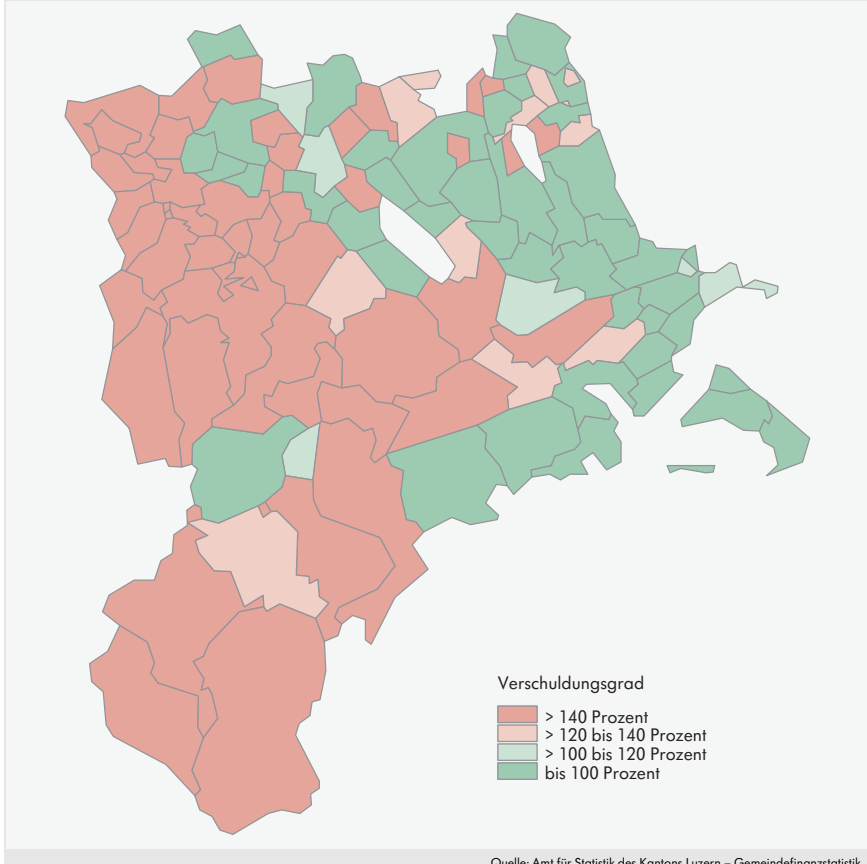 Verschuldungsgrad
> 140 Prozent
> 120 bis 140 Prozent
> 100 bis 120 Prozent
bis 100 Prozent
Quelle: Amt für Statistik des Kantons Luzern – Gemeindefinanzstatistik